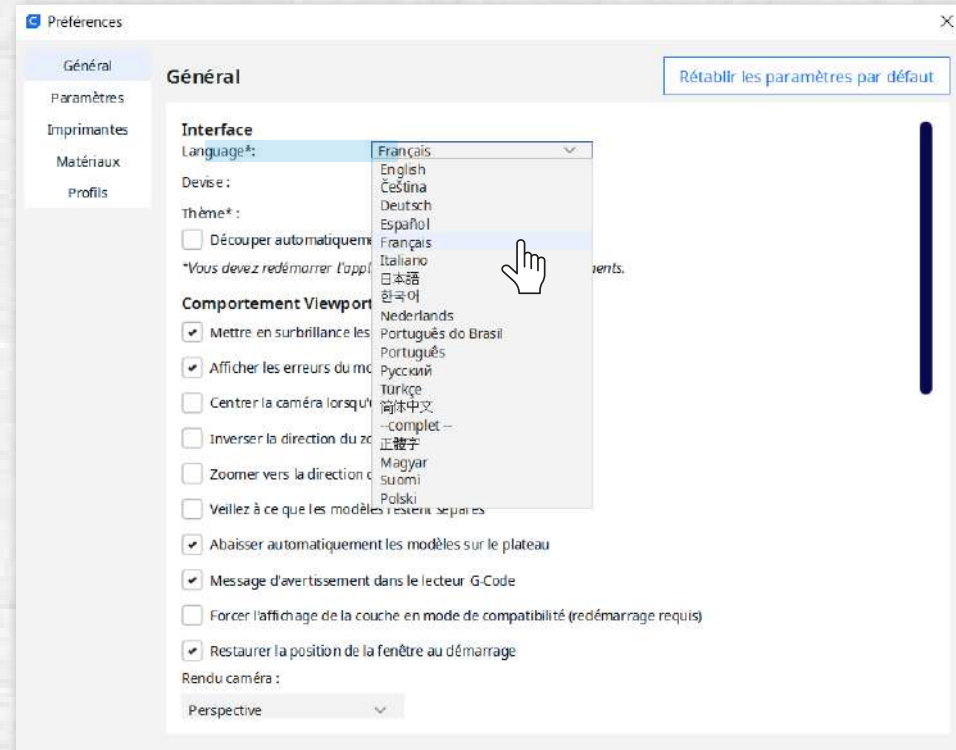 Préférences
Général
Paramètres
Imprimantes
Matériaux
Profils
Général
Rétablir les paramètres par défaut
Interface
Language*:
Français
English
Čeština
Deutsch
Español
Français
Italiano
日本語
한국어
Nederlands
Português do Brasil
Português
Русский
Türkçe
简体中文
--complet --
正體字
Magyar
Suomi
Polski
Devise :
Thème* :
Découper automatiqueme
*Vous devez redémarrer l'appl ents.
Comportement Viewport
Mettre en surbrillance les
Afficher les erreurs du mo
Centrer la caméra lorsqu'
Inverser la direction du zo
Zoomer vers la direction d
Veillez à ce que les modèles restent séparés
Abaisser automatiquement les modèles sur le plateau
Message d'avertissement dans le lecteur G-Code
Forcer l'affichage de la couche en mode de compatibilité (redémarrage requis)
Restaurer la position de la fenêtre au démarrage
Rendu caméra :
Perspective